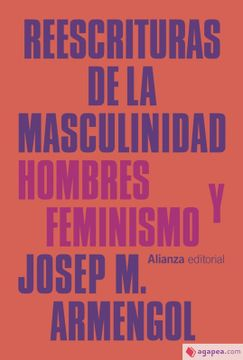 REESCRITURAS
DE LA
MASCULINIDAD
HOMBRES
Y
FEMINISMO
JOSEP M.
Alianza editorial
ARMENGOL
agapea.com